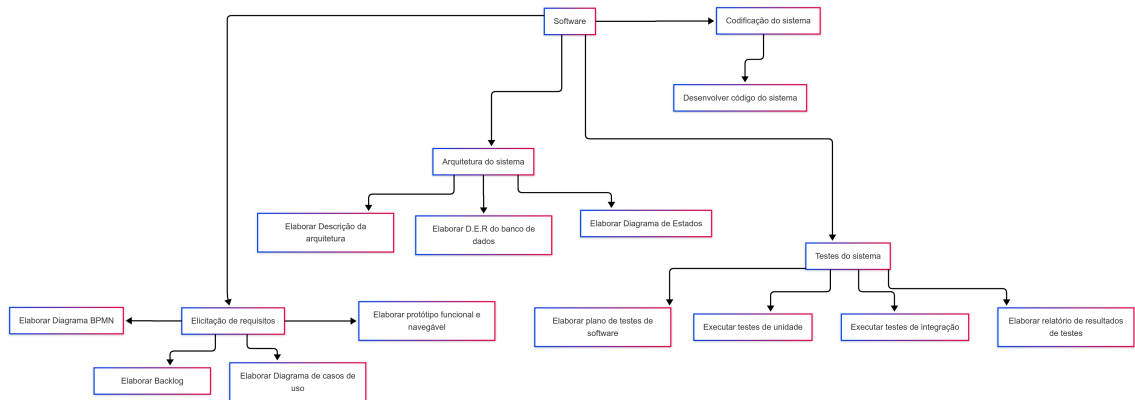 Software
Codificação do sistema
Desenvolver código do sistema
Arquitetura do sistema
Elaborar Descrição da
arquitetura
Elaborar D.E.R do banco de
dados
Elaborar Diagrama de Estados
Testes do sistema
Elaborar Diagrama BPMN
Elicitação de requisitos
Elaborar protótipo funcional e
navegável
Elaborar plano de testes de
software
Executar testes de unidade
Executar testes de integração
Elaborar relatório de resultados
de testes
Elaborar Backlog
Elaborar Diagrama de casos de
uso